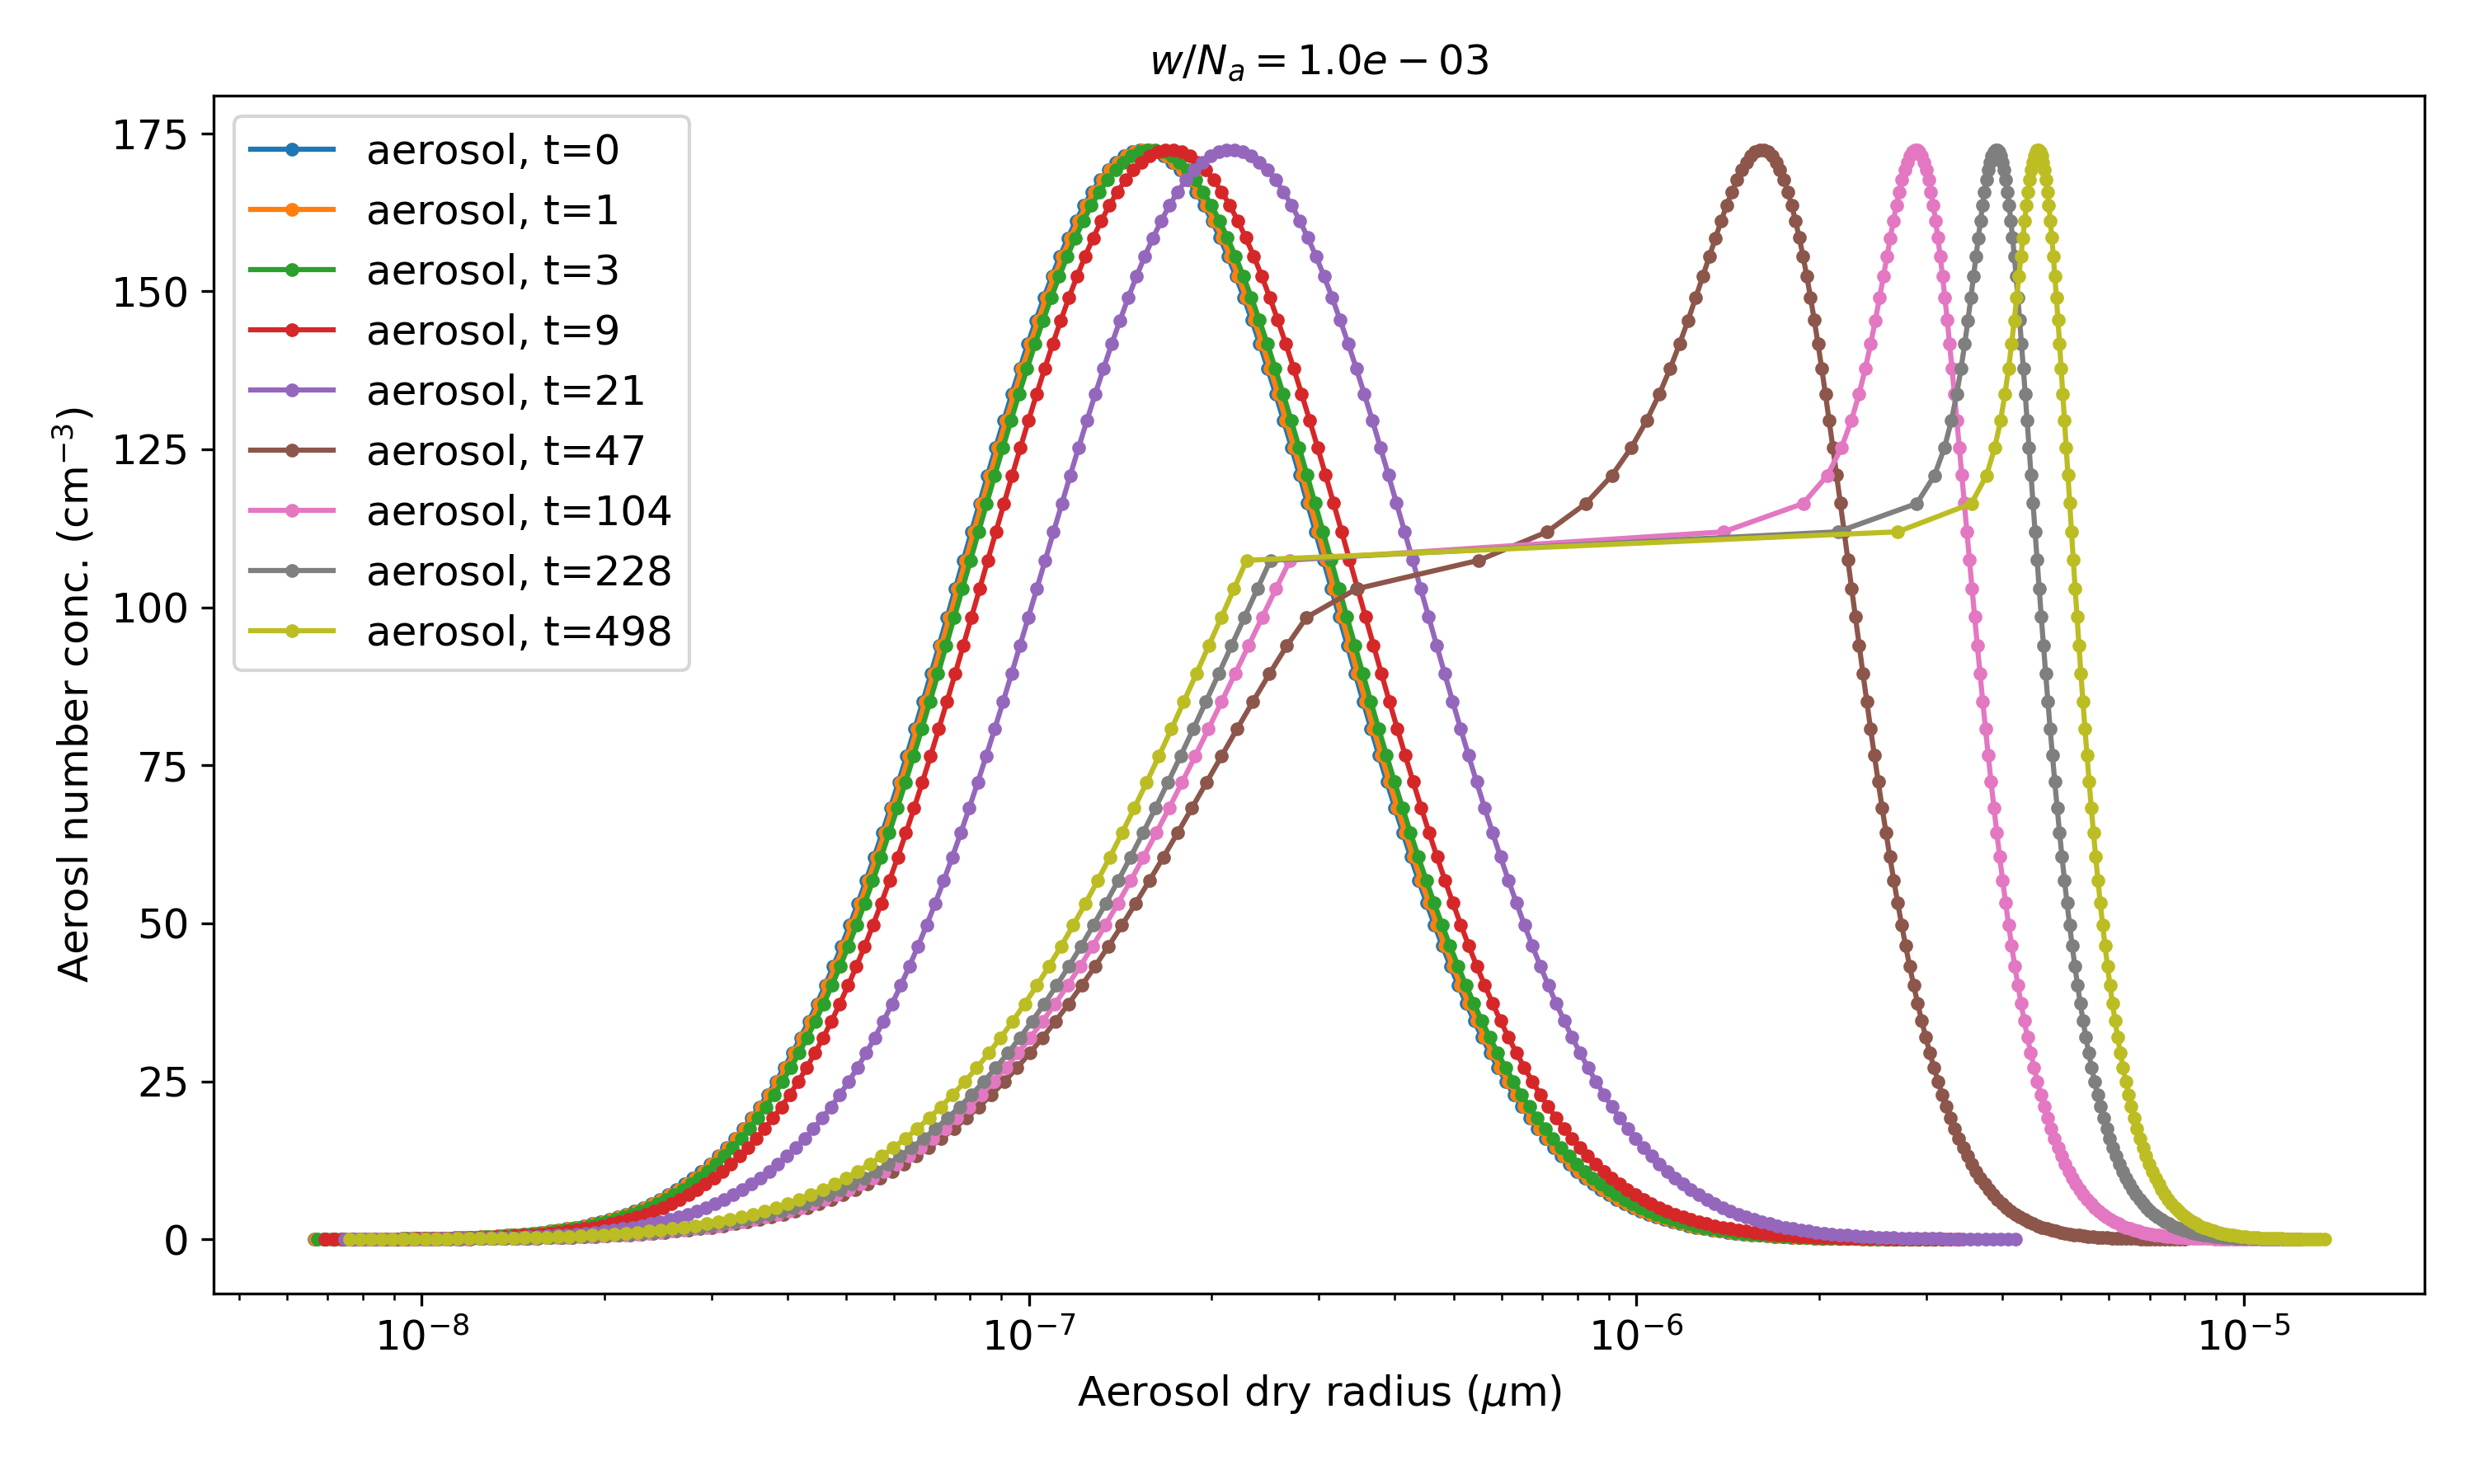 w/Nₐ = 1.0e − 03
aerosol, t=0
aerosol, t=1
aerosol, t=3
aerosol, t=9
aerosol, t=21
aerosol, t=47
aerosol, t=104
aerosol, t=228
aerosol, t=498
Aerosl number conc. (cm⁻³)
175
150
125
100
75
50
25
0
10⁻⁸ 10⁻⁷ 10⁻⁶ 10⁻⁵
Aerosol dry radius (μm)